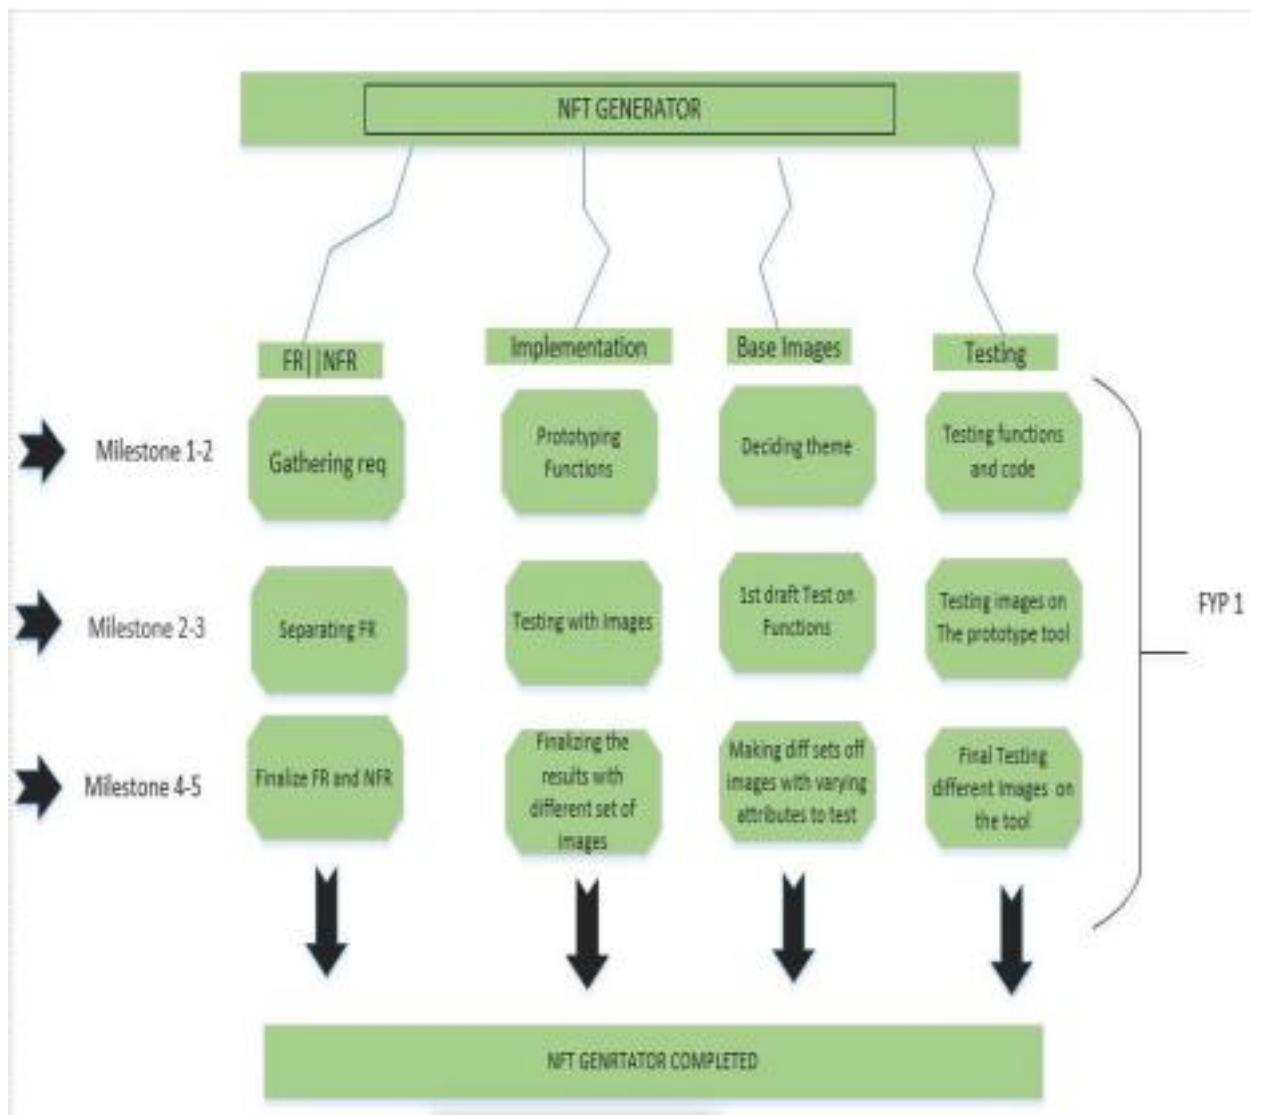 NFT GENERATOR
FR||NFR
Implementation
Base Images
Testing
Milestone 1-2
Gathering req
Prototyping
Functions
Deciding theme
Testing functions
and code
Milestone 2-3
Separating FR
Testing with Images
1st draft Test on
Functions
Testing images on
The prototype tool
FYP 1
Milestone 4-5
Finalize FR and NFR
Finalizing the
results with
different set of
images
Making diff sets off
images with varying
attributes to test
Final Testing
different Images on
the tool
NFT GENRTATOR COMPLETED